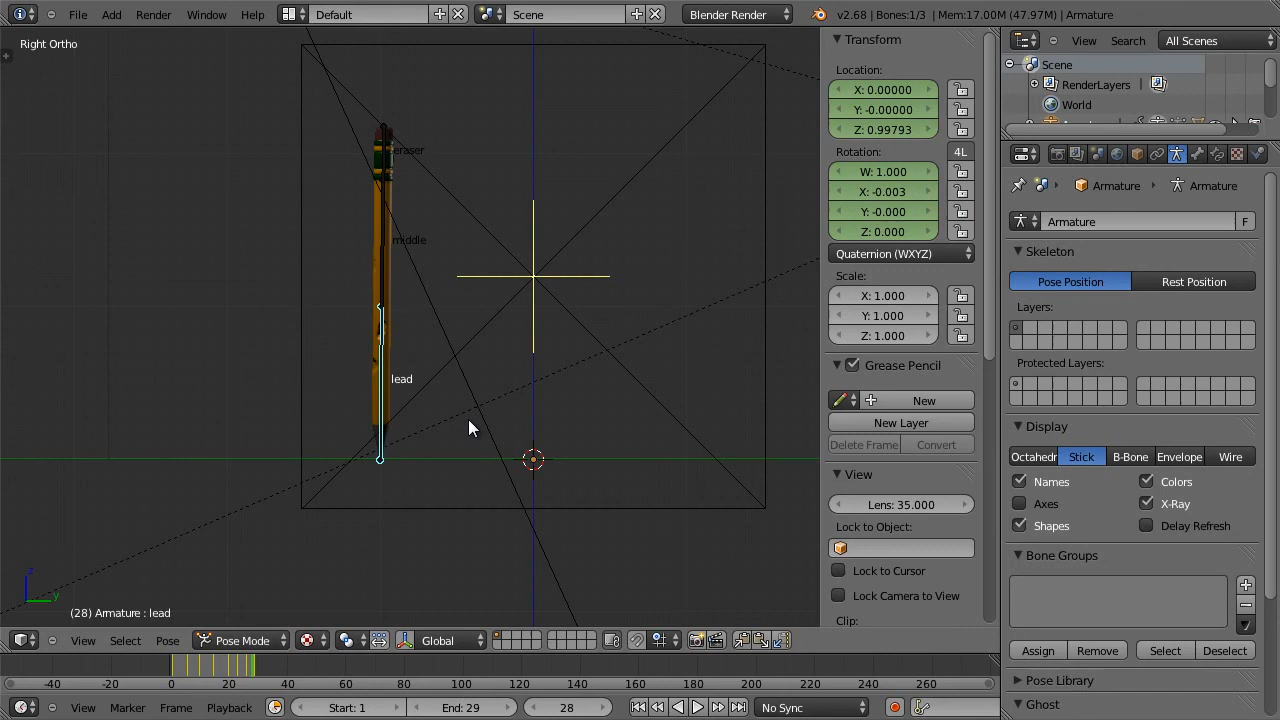 File Add Render Window Help Default Scene Blender Render v2.68 | Bones:1/3 | Mem:17.00M (47.97M) | Armature
Right Ortho
eraser
middle
lead
(28) Armature : lead
z
y
Transform
Location:
X: 0.00000
Y: -0.00000
Z: 0.99793
Rotation: 4L
W: 1.000
X: -0.003
Y: -0.000
Z: 0.000
Quaternion (WXYZ)
Scale:
X: 1.000
Y: 1.000
Z: 1.000
Grease Pencil
New
New Layer
Delete Frame Convert
View
Lens: 35.000
Lock to Object:
Lock to Cursor
Lock Camera to View
Clip:
View Search All Scenes
Scene
RenderLayers |
World
Armature Armature
Armature F
Skeleton
Pose Position Rest Position
Layers:
Protected Layers:
Display
Octahedr Stick B-Bone Envelope Wire
Names Colors
Axes X-Ray
Shapes Delay Refresh
Bone Groups
Assign Remove Select Deselect
Pose Library
Ghost
View Select Pose Pose Mode Global
-40 -20 0 20 40 60 80 100 120 140 160 180 200 220 240 260
View Marker Frame Playback Start: 1 End: 29 28 No Sync